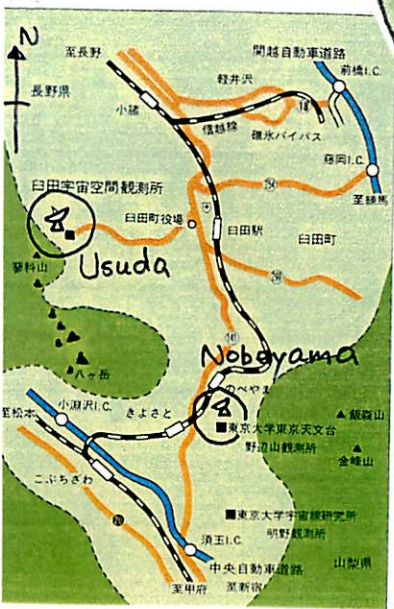 N
至長野
関越自動車道路
前橋I.C.
軽井沢
長野県
小諸
18
信越線
碓氷バイパス
藤岡I.C.
臼田宇宙空間観測所
254
至練馬
臼田町役場
臼田駅
臼田町
Usuda
蓼科山
141
八ヶ岳
Nobeyama
のべやま
小淵沢I.C.
きよさと
至松本
東京大学東京天文台
野辺山観測所
飯森山
金峰山
こぶちざわ
20
東京大学宇宙線研究所
明野観測所
須玉I.C.
山梨県
中央自動車道路
至甲府
至新宿